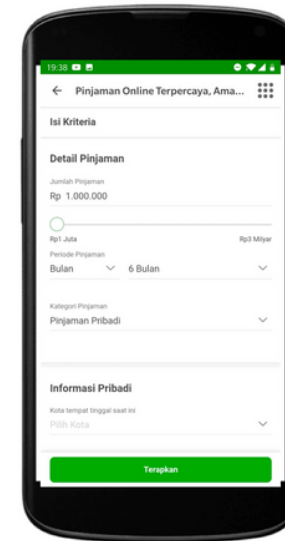 19:38
Pinjaman Online Terpercaya, Ama...
Isi Kriteria
Detail Pinjaman
Jumlah Pinjaman
Rp 1.000.000
Rp1 Juta Rp3 Milyar
Periode Pinjaman
Bulan 6 Bulan
Kategori Pinjaman
Pinjaman Pribadi
Informasi Pribadi
Kota tempat tinggal saat ini
Pilih Kota
Terapkan